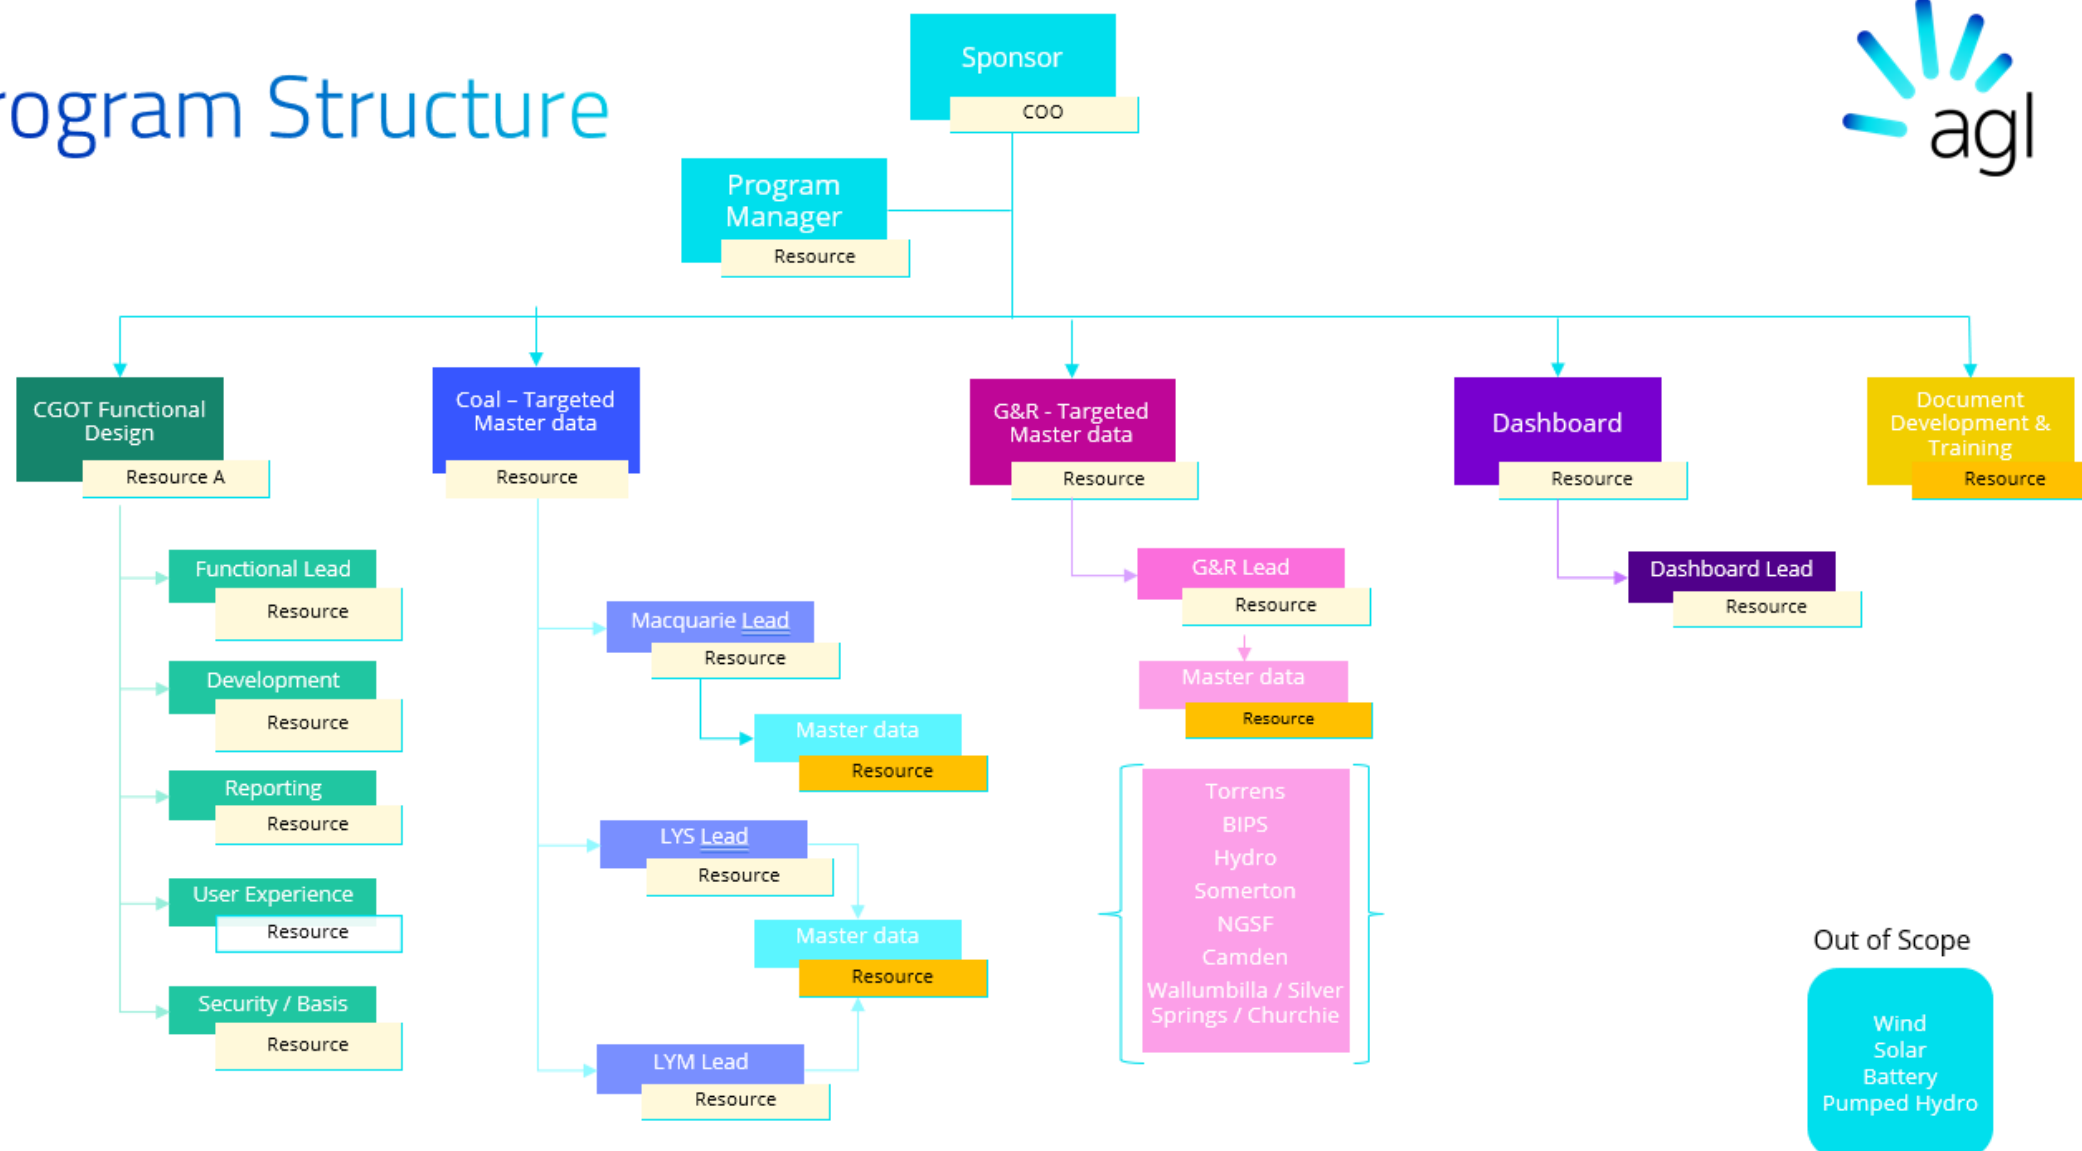 rogram Structure
Sponsor
COO
agl
Program
Manager
Resource
CGOT Functional
Design
Resource A
Functional Lead
Resource
Development
Resource
Reporting
Resource
User Experience
Resource
Security / Basis
Resource
Coal – Targeted
Master data
Resource
Macquarie Lead
Resource
Master data
Resource
LYS Lead
Resource
Master data
Resource
LYM Lead
Resource
G&R - Targeted
Master data
Resource
G&R Lead
Resource
Master data
Resource
Torrens
BIPS
Hydro
Somerton
NGSF
Camden
Wallumbilla / Silver
Springs / Churchie
Dashboard
Resource
Dashboard Lead
Resource
Document
Development &
Training
Resource
Out of Scope
Wind
Solar
Battery
Pumped Hydro